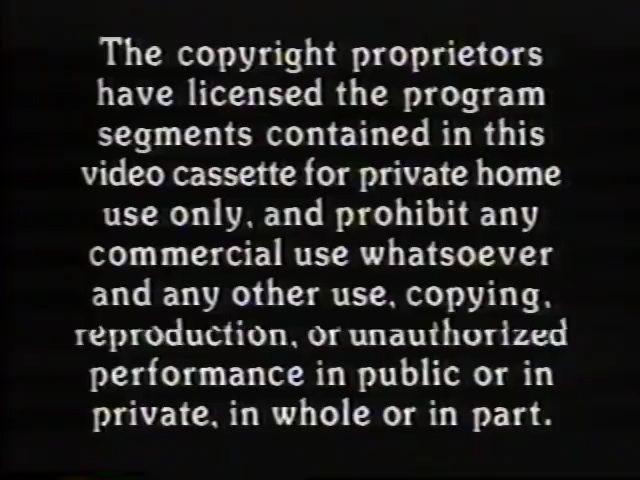 The copyright proprietors
have licensed the program
segments contained in this
video cassette for private home
use only, and prohibit any
commercial use whatsoever
and any other use, copying,
reproduction, or unauthorized
performance in public or in
private, in whole or in part.